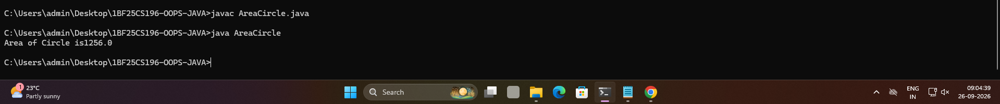 C:\Users\admin\Desktop\1BF25CS196-OOPS-JAVA>javac AreaCircle.java
C:\Users\admin\Desktop\1BF25CS196-OOPS-JAVA>java AreaCircle
Area of Circle is1256.0
C:\Users\admin\Desktop\1BF25CS196-OOPS-JAVA>
1
23°C
Partly sunny
Search
ENG
IN
09:04:39
26-09-2026